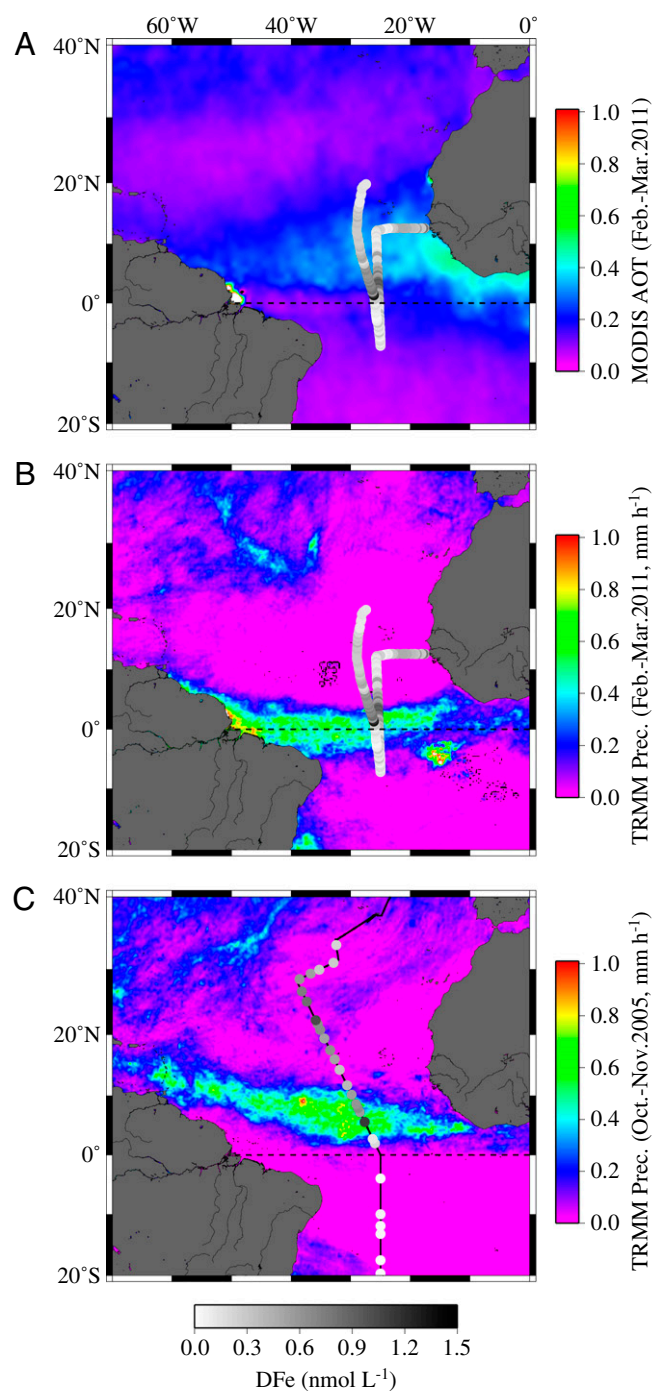 A
60˚W 40˚W 20˚W 0˚
40˚N
20˚N
0˚
20˚S
1.0
0.8
0.6
0.4
0.2
0.0
MODIS AOT (Feb.-Mar.2011)
B
40˚N
20˚N
0˚
20˚S
1.0
0.8
0.6
0.4
0.2
0.0
TRMM Prec. (Feb.-Mar.2011, mm h⁻¹)
C
40˚N
20˚N
0˚
20˚S
1.0
0.8
0.6
0.4
0.2
0.0
TRMM Prec. (Oct.-Nov.2005, mm h⁻¹)
0.0 0.3 0.6 0.9 1.2 1.5
DFe (nmol L⁻¹)